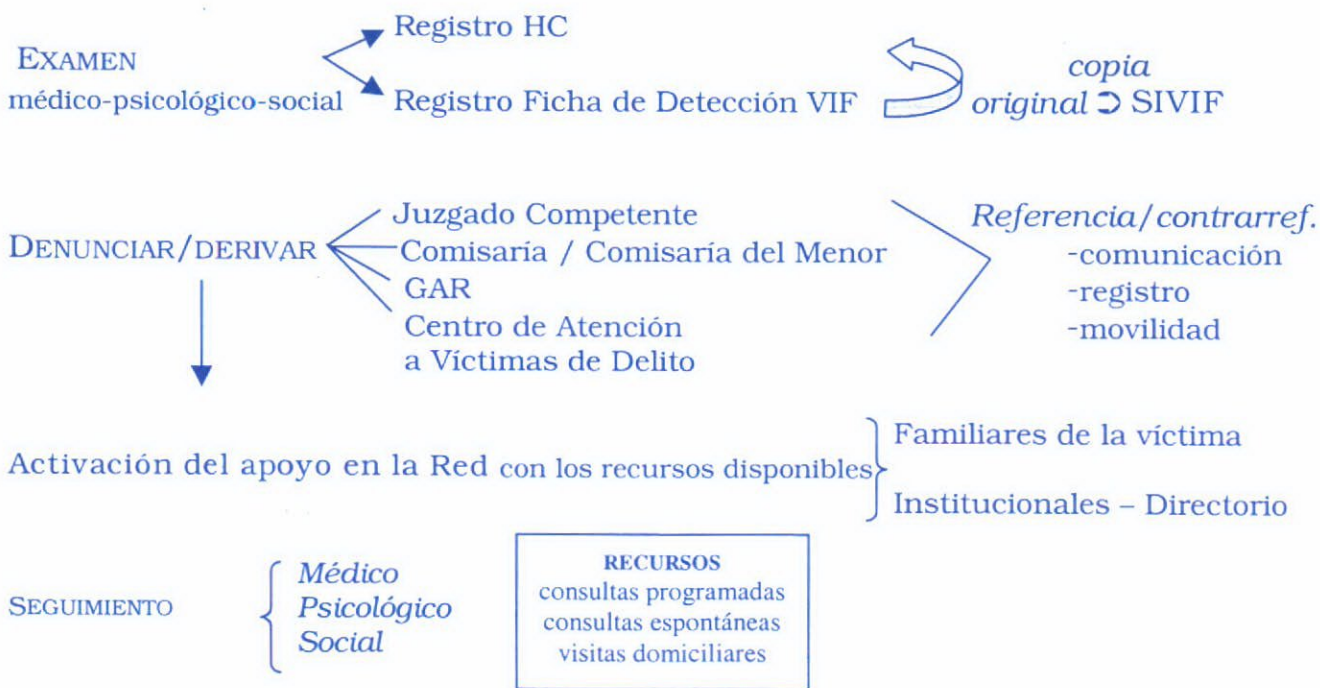 Registro HC
EXAMEN
médico-psicológico-social
Registro Ficha de Detección VIF
copia
original ⊃ SIVIF
DENUNCIAR/DERIVAR
Juzgado Competente
Comisaría / Comisaría del Menor
GAR
Centro de Atención
a Víctimas de Delito
Referencia/contrarref.
-comunicación
-registro
-movilidad
Activación del apoyo en la Red con los recursos disponibles
Familiares de la víctima
Institucionales – Directorio
SEGUIMIENTO
Médico
Psicológico
Social
RECURSOS
consultas programadas
consultas espontáneas
visitas domiciliares